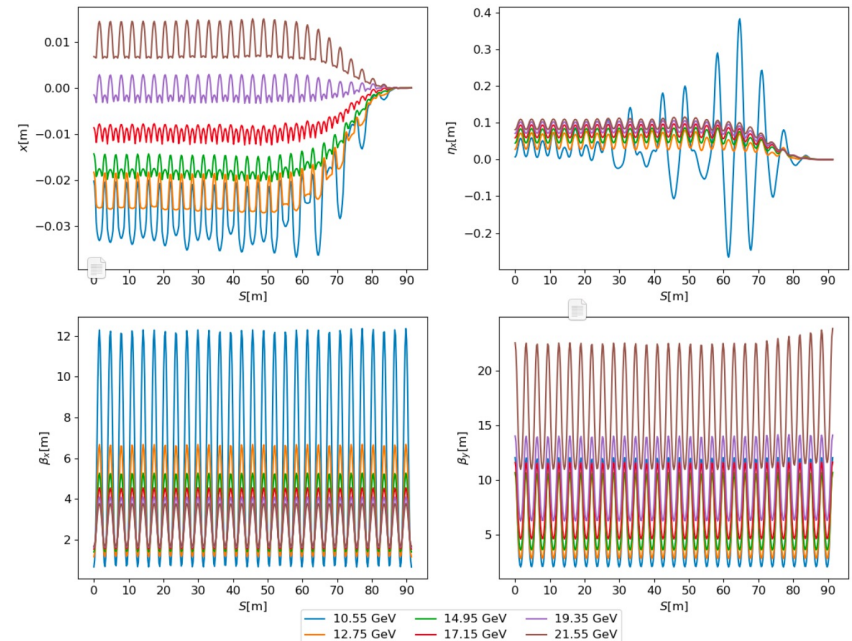 0.01
0.00
−0.01
−0.02
−0.03
x[m]
0 10 20 30 40 50 60 70 80 90
S[m]
0.4
0.3
0.2
0.1
0.0
−0.1
−0.2
ηx[m]
0 10 20 30 40 50 60 70 80 90
S[m]
12
10
8
6
4
2
βx[m]
0 10 20 30 40 50 60 70 80 90
S[m]
20
15
10
5
βy[m]
0 10 20 30 40 50 60 70 80 90
S[m]
10.55 GeV 14.95 GeV 19.35 GeV
12.75 GeV 17.15 GeV 21.55 GeV